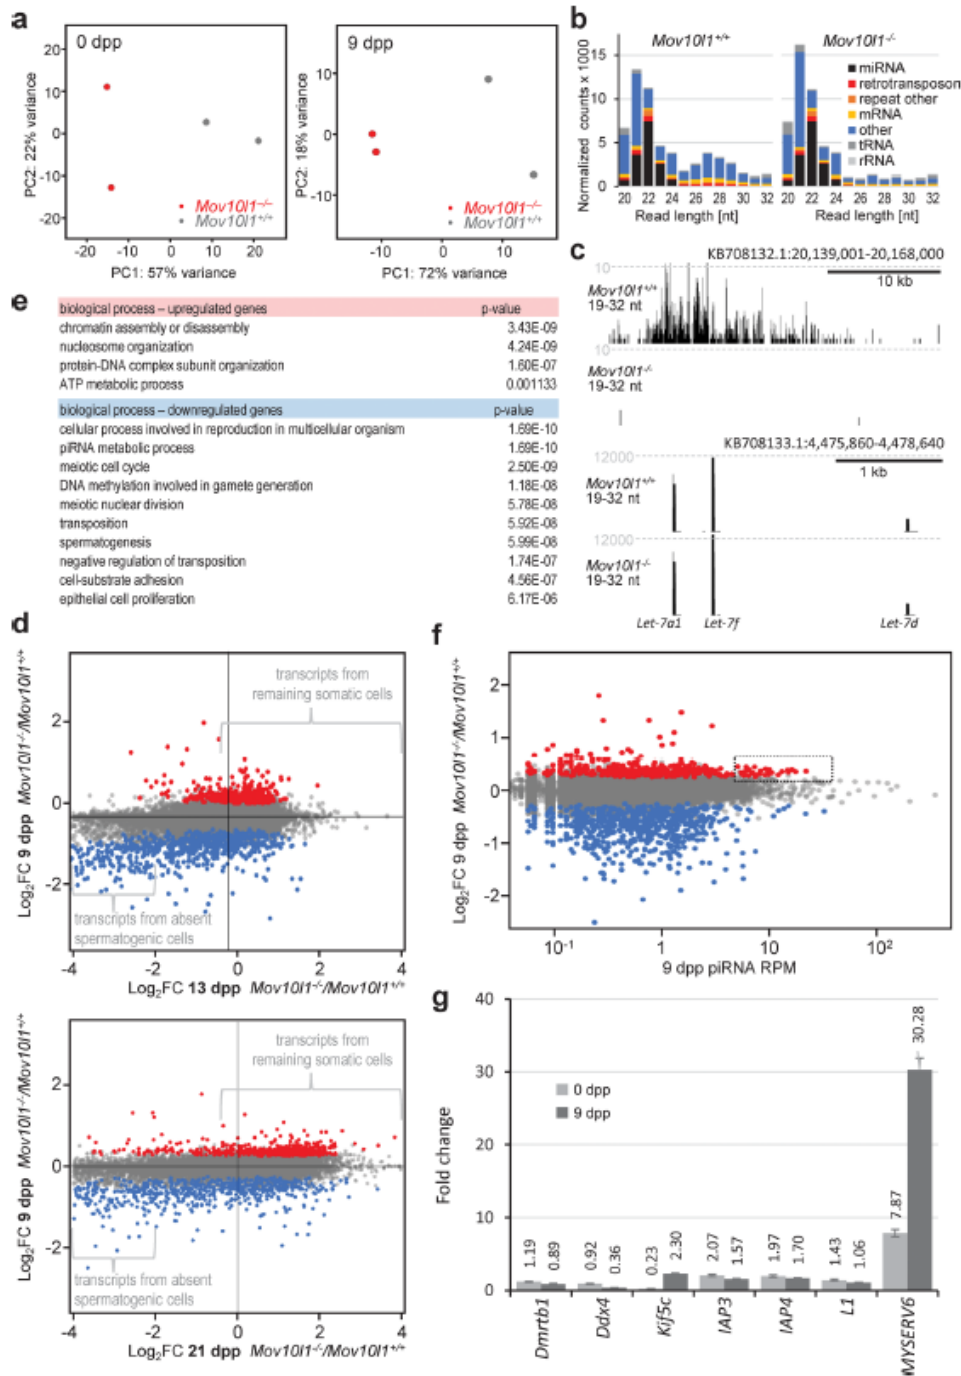 a
0 dpp
20
10
0
-10
-20
PC2: 22% variance
Mov10l1-/-
Mov10l1+/+
-20 -10 0 10 20
PC1: 57% variance
9 dpp
10
0
-10
PC2: 18% variance
Mov10l1-/-
Mov10l1+/+
-10 0 10
PC1: 72% variance
b
Mov10l1+/+
Mov10l1-/-
Normalized counts x 1000
15
10
5
0
miRNA
retrotransposon
repeat other
mRNA
other
tRNA
rRNA
20 22 24 26 28 30 32
20 22 24 26 28 30 32
Read length [nt]
Read length [nt]
c
KB708132.1:20,139,001-20,168,000
10
10 kb
Mov10l1+/+
19-32 nt
10
Mov10l1-/-
19-32 nt
KB708133.1:4,475,860-4,478,640
12000
1 kb
Mov10l1+/+
19-32 nt
12000
Mov10l1-/-
19-32 nt
Let-7a1 Let-7f Let-7d
e
biological process – upregulated genes p-value
chromatin assembly or disassembly 3.43E-09
nucleosome organization 4.24E-09
protein-DNA complex subunit organization 1.60E-07
ATP metabolic process 0.001133
biological process – downregulated genes p-value
cellular process involved in reproduction in multicellular organism 1.69E-10
piRNA metabolic process 1.69E-10
meiotic cell cycle 2.50E-09
DNA methylation involved in gamete generation 1.18E-08
meiotic nuclear division 5.78E-08
transposition 5.92E-08
spermatogenesis 5.99E-08
negative regulation of transposition 1.74E-07
cell-substrate adhesion 4.56E-07
epithelial cell proliferation 6.17E-06
d
Log2FC 9 dpp Mov10l1-/-/Mov10l1+/+
2
0
-2
transcripts from
remaining somatic cells
transcripts from absent
spermatogenic cells
-4 -2 0 2 4
Log2FC 13 dpp Mov10l1-/-/Mov10l1+/+
Log2FC 9 dpp Mov10l1-/-/Mov10l1+/+
2
0
-2
transcripts from
remaining somatic cells
transcripts from absent
spermatogenic cells
-4 -2 0 2 4
Log2FC 21 dpp Mov10l1-/-/Mov10l1+/+
f
Log2FC 9 dpp Mov10l1-/-/Mov10l1+/+
2
1
0
-1
-2
10-1 1 10 102
9 dpp piRNA RPM
g
Fold change
40
30
20
10
0
0 dpp
9 dpp
1.19 0.89 0.92 0.36 0.23 2.30 2.07 1.57 1.97 1.70 1.43 1.06 7.87 30.28
Dmrtb1 Ddx4 Kif5c IAP3 IAP4 L1 MYSERV6